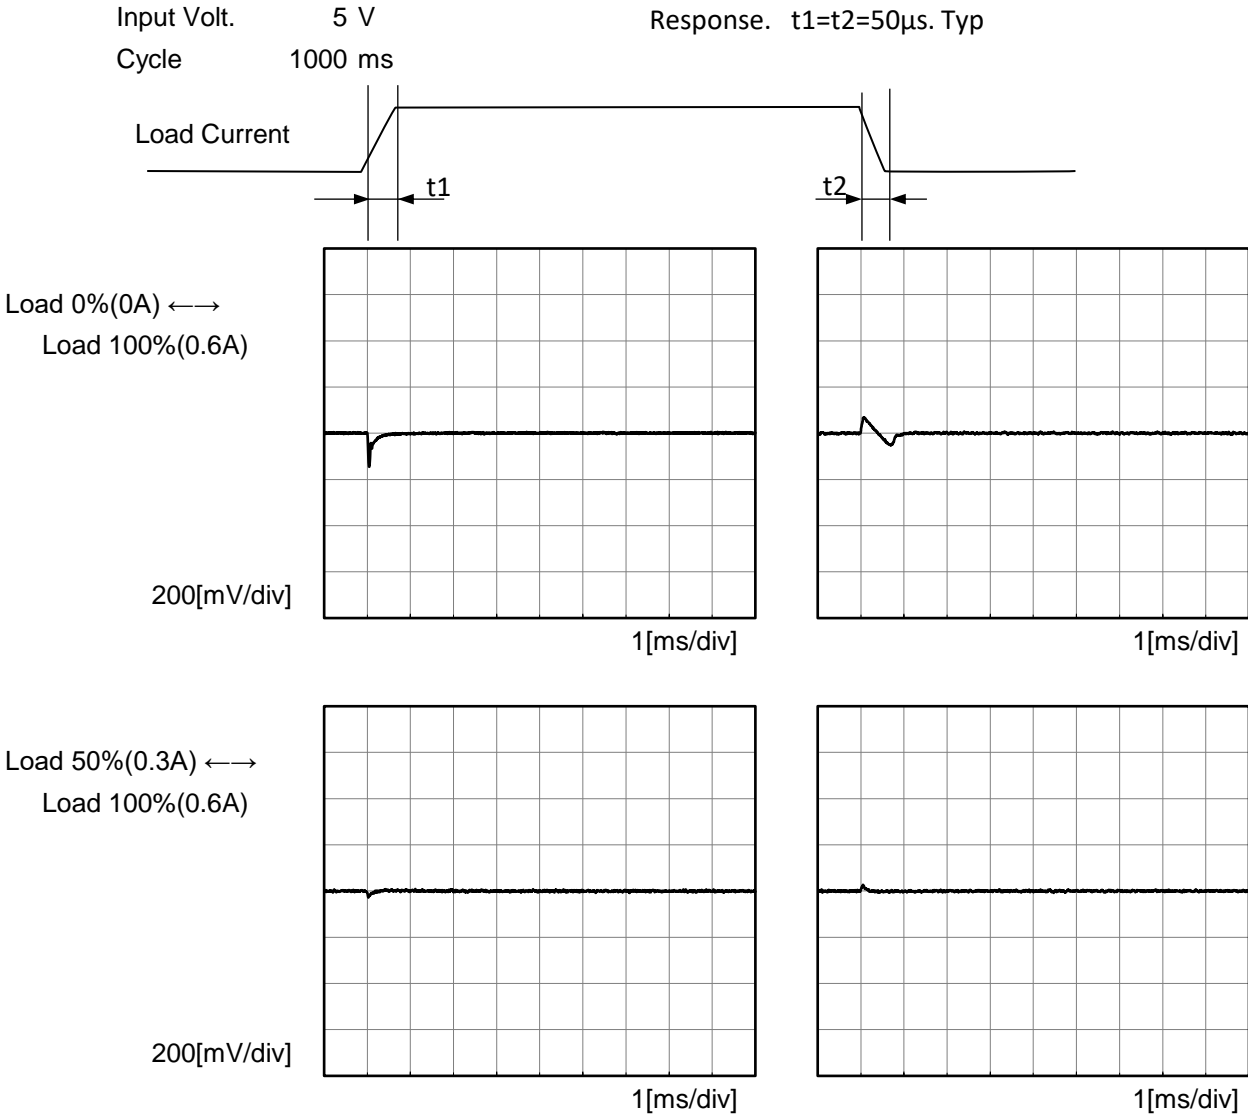 Input Volt. 5 V
Response. t1=t2=50μs. Typ
Cycle 1000 ms
Load Current
t1
t2
Load 0%(0A) ←→
Load 100%(0.6A)
200[mV/div]
1[ms/div]
1[ms/div]
Load 50%(0.3A) ←→
Load 100%(0.6A)
200[mV/div]
1[ms/div]
1[ms/div]